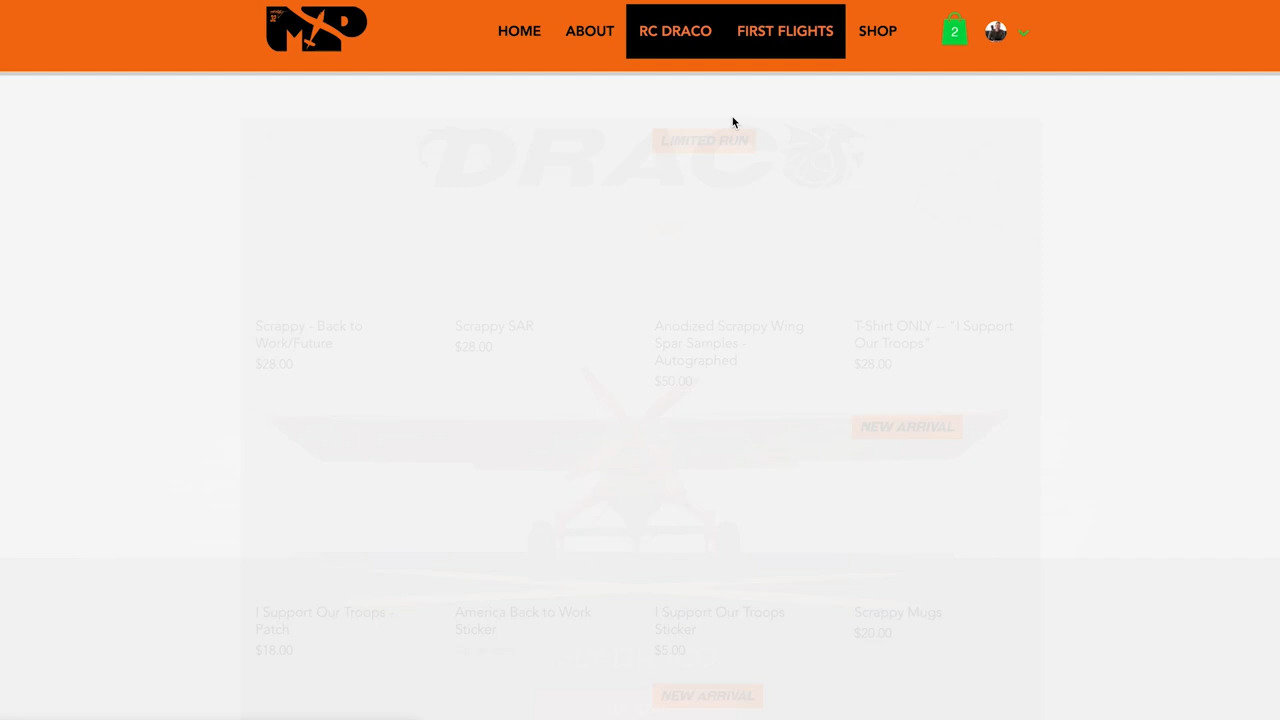 MXP
HOME
ABOUT
RC DRACO
FIRST FLIGHTS
SHOP
2
DRACO
LIMITED RUN
Scrappy - Back to
Work/Future
$28.00
Scrappy SAR
$28.00
Anodized Scrappy Wing
Spar Samples -
Autographed
$50.00
T-Shirt ONLY -- "I Support
Our Troops"
$28.00
NEW ARRIVAL
I Support Our Troops -
Patch
$18.00
America Back to Work
Sticker
I Support Our Troops
Sticker
$5.00
Scrappy Mugs
$20.00
NEW ARRIVAL